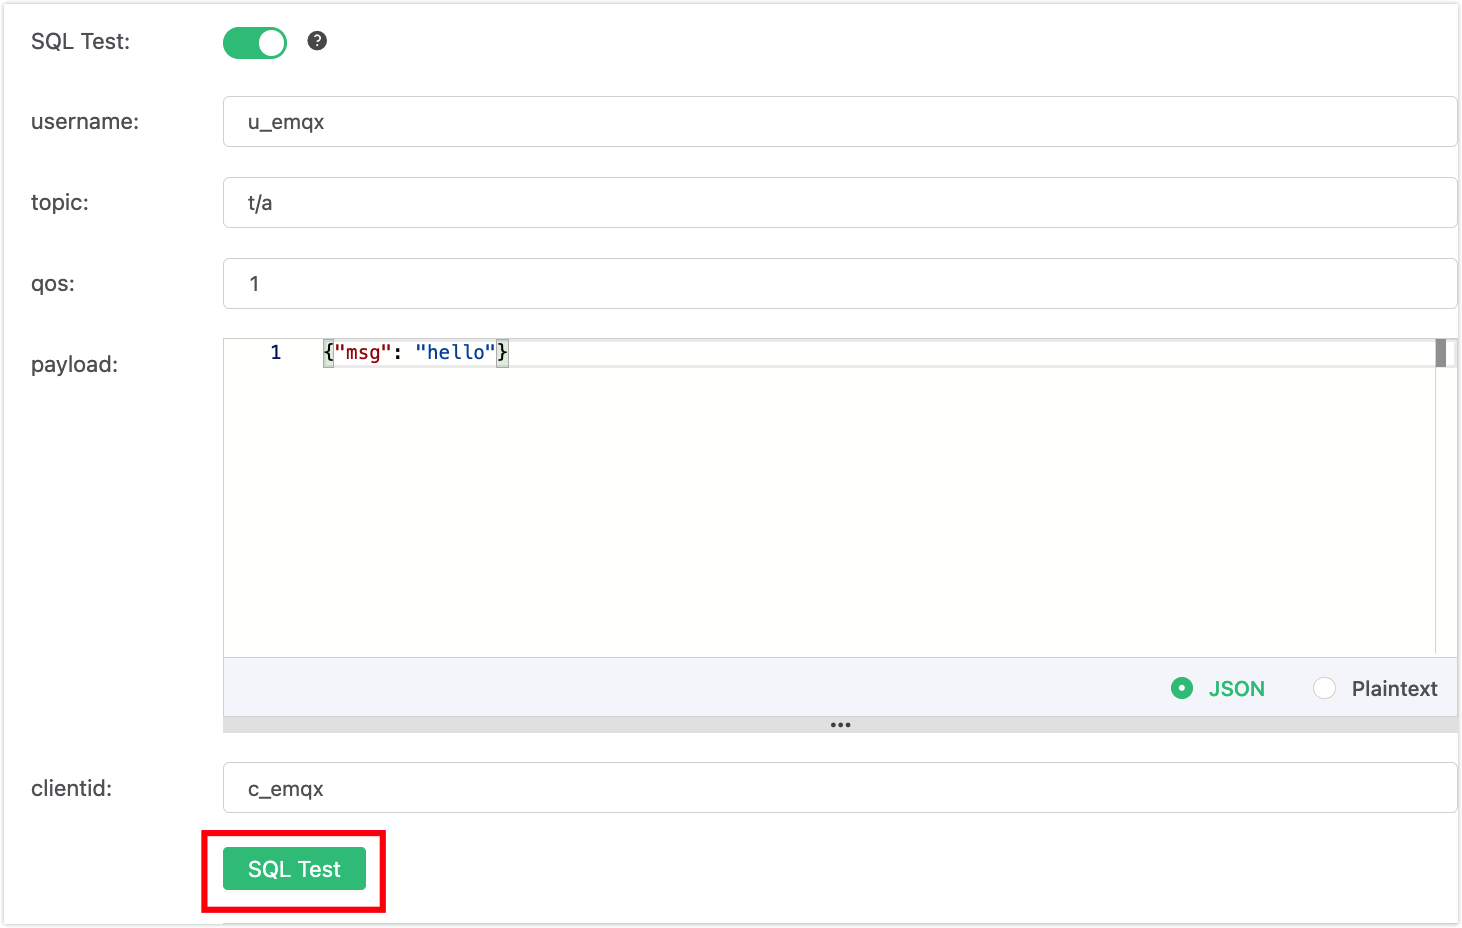 SQL Test:
?
username:
u_emqx
topic:
t/a
qos:
1
payload:
1 {"msg": "hello"}
JSON Plaintext
clientid:
c_emqx
SQL Test